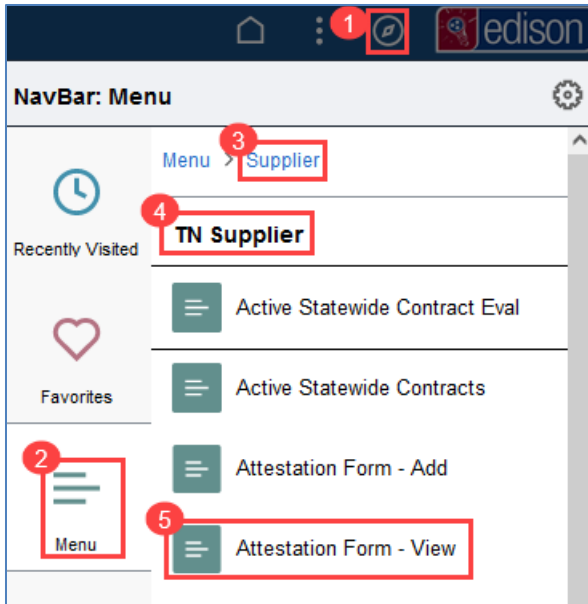 1
edison
NavBar: Menu
3
Menu > Supplier
4
TN Supplier
Recently Visited
Active Statewide Contract Eval
Favorites
Active Statewide Contracts
2
Menu
Attestation Form - Add
5
Attestation Form - View